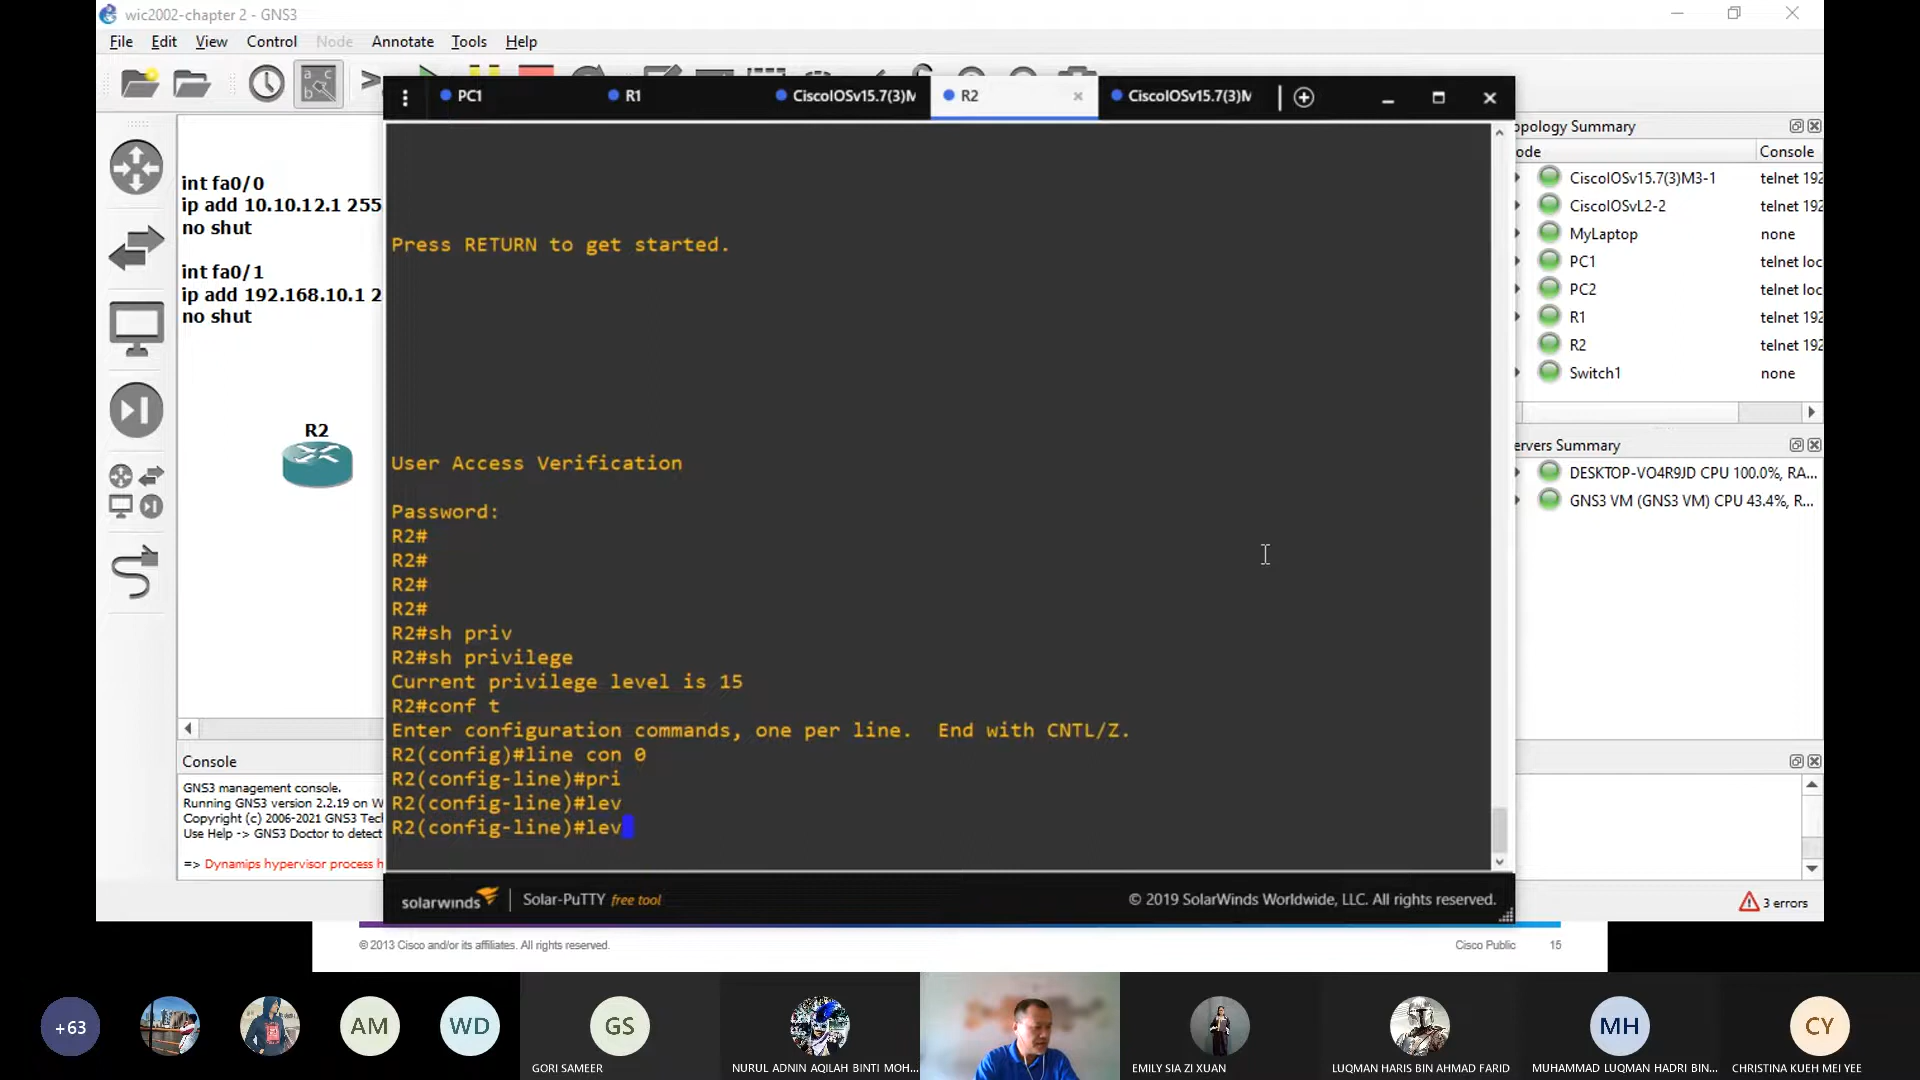 wic2002-chapter 2 - GNS3
File Edit View Control Node Annotate Tools Help
PC1 R1 CiscoIOSv15.7(3)M R2 CiscoIOSv15.7(3)M
int fa0/0
ip add 10.10.12.1 255
no shut
int fa0/1
ip add 192.168.10.1 2
no shut
R2
Press RETURN to get started.
User Access Verification
Password:
R2#
R2#
R2#
R2#
R2#sh priv
R2#sh privilege
Current privilege level is 15
R2#conf t
Enter configuration commands, one per line. End with CNTL/Z.
R2(config)#line con 0
R2(config-line)#pri
R2(config-line)#lev
R2(config-line)#lev
solarwinds Solar-PuTTY free tool
© 2019 SolarWinds Worldwide, LLC. All rights reserved.
opology Summary
ode Console
CiscoIOSv15.7(3)M3-1 telnet 192
CiscoIOSvL2-2 telnet 192
MyLaptop none
PC1 telnet loc
PC2 telnet loc
R1 telnet 192
R2 telnet 192
Switch1 none
ervers Summary
DESKTOP-VO4R9JD CPU 100.0%, RA...
GNS3 VM (GNS3 VM) CPU 43.4%, R...
Console
GNS3 management console.
Running GNS3 version 2.2.19 on W
Copyright (c) 2006-2021 GNS3 Tec
Use Help -> GNS3 Doctor to detect
=> Dynamips hypervisor process h
3 errors
© 2013 Cisco and/or its affiliates. All rights reserved.
Cisco Public 15
+63
AM
WD
GS
MH
CY
GORI SAMEER
NURUL ADNIN AQILAH BINTI MOH...
EMILY SIA ZI XUAN
LUQMAN HARIS BIN AHMAD FARID
MUHAMMAD LUQMAN HADRI BIN...
CHRISTINA KUEH MEI YEE